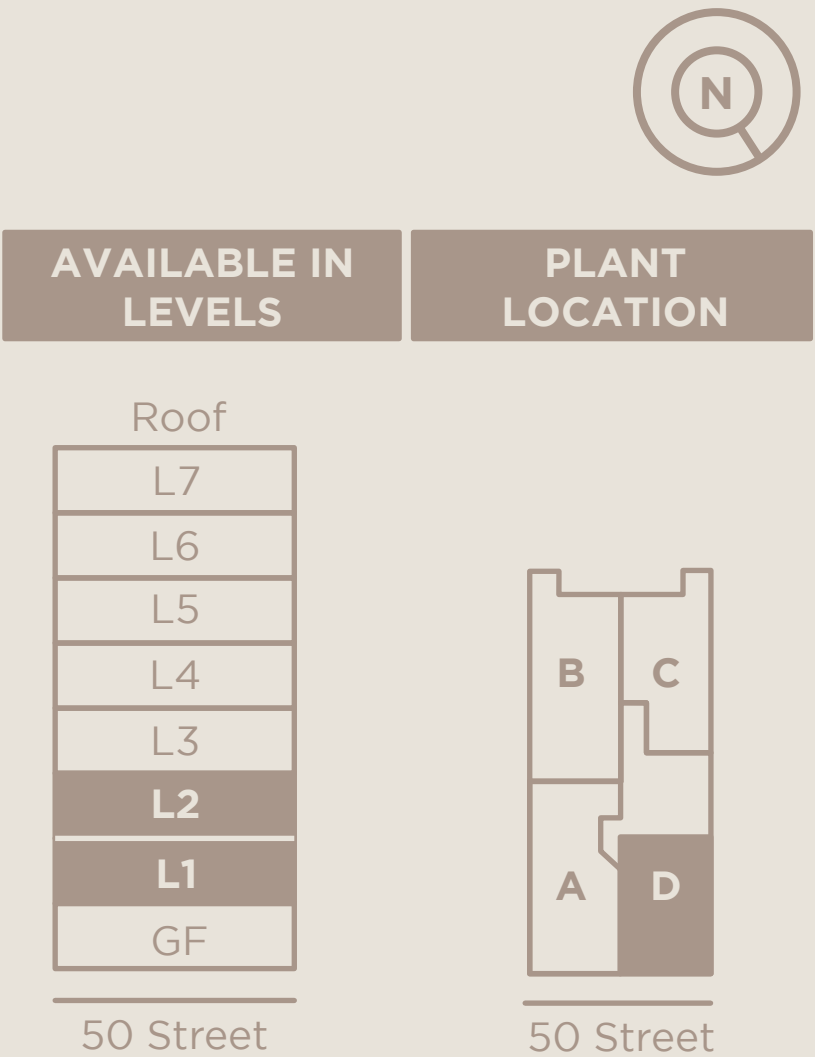 N
AVAILABLE IN
LEVELS
PLANT
LOCATION
Roof
L7
L6
L5
L4
L3
L2
L1
GF
50 Street
B
C
A
D
50 Street